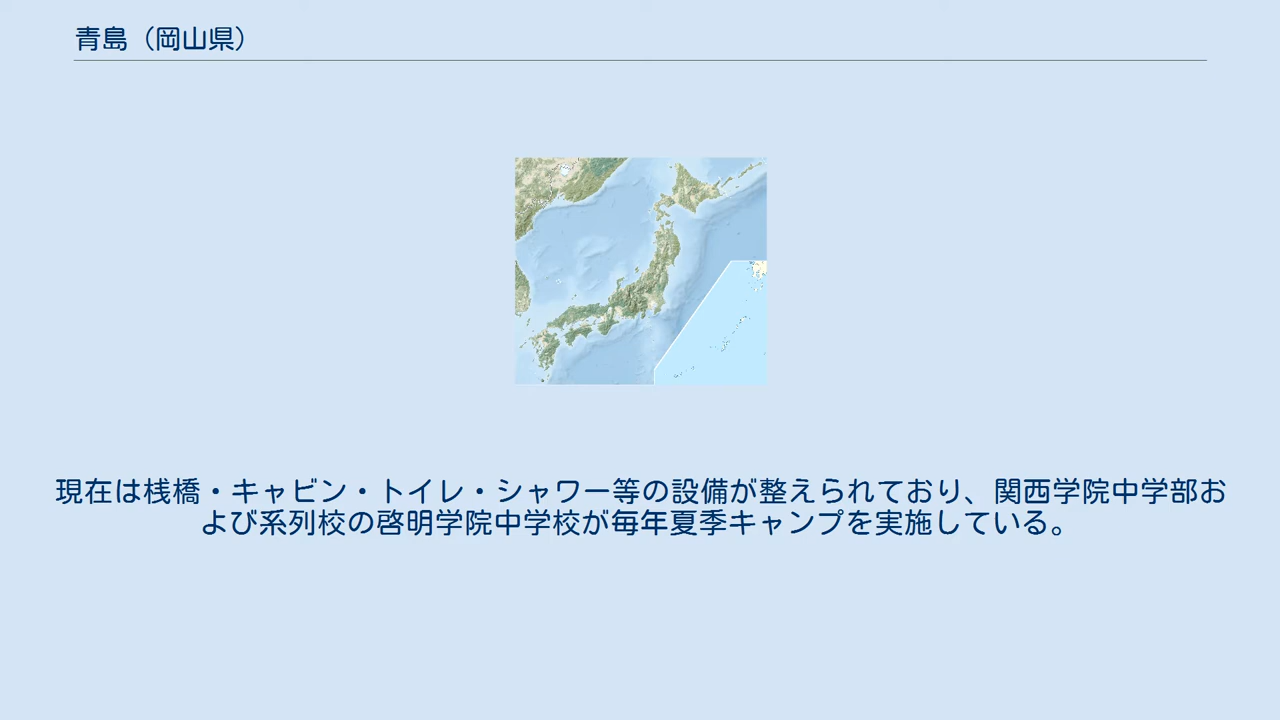 青島（岡山県）
現在は桟橋・キャビン・トイレ・シャワー等の設備が整えられており、関西学院中学部お
よび系列校の啓明学院中学校が毎年夏季キャンプを実施している。